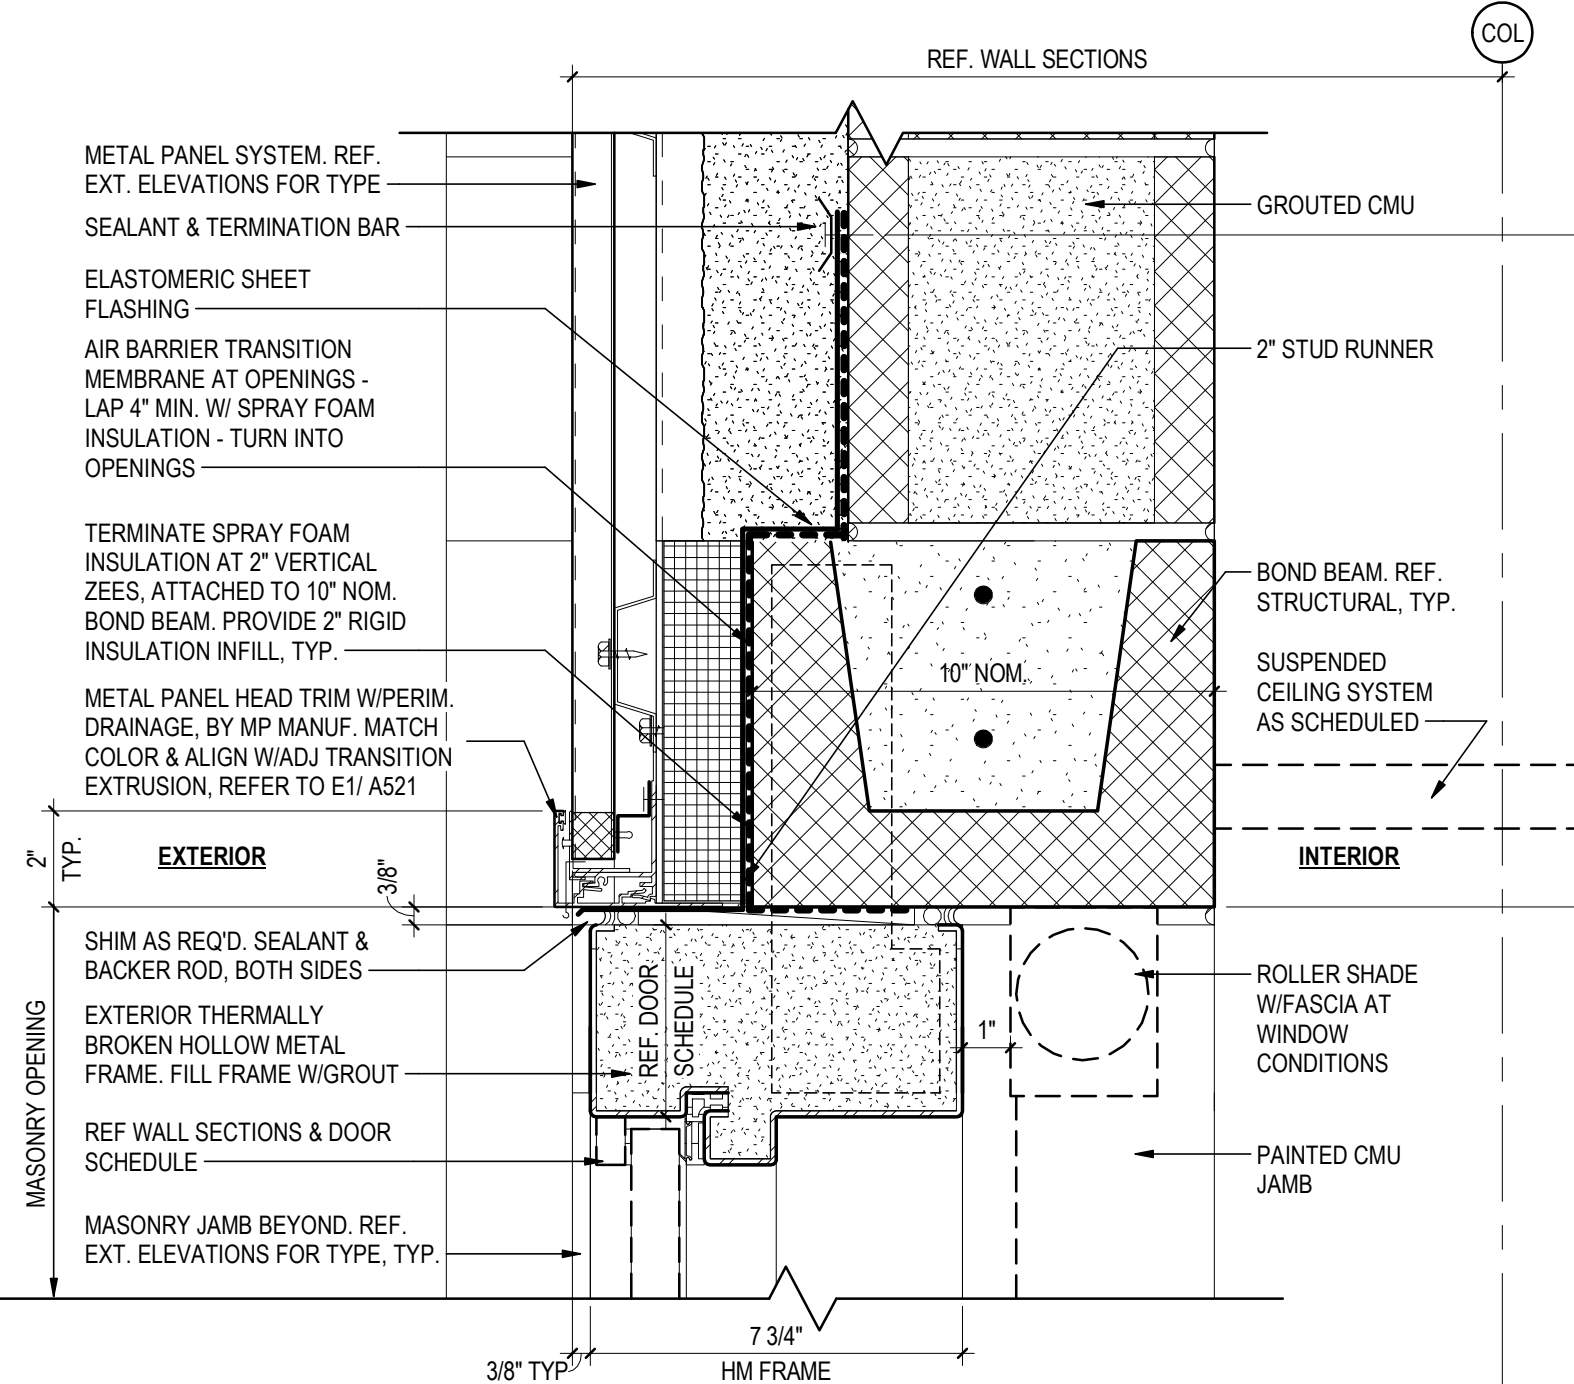 COL
REF. WALL SECTIONS
METAL PANEL SYSTEM. REF.
EXT. ELEVATIONS FOR TYPE
SEALANT & TERMINATION BAR
ELASTOMERIC SHEET
FLASHING
AIR BARRIER TRANSITION
MEMBRANE AT OPENINGS -
LAP 4" MIN. W/ SPRAY FOAM
INSULATION - TURN INTO
OPENINGS
TERMINATE SPRAY FOAM
INSULATION AT 2" VERTICAL
ZEES, ATTACHED TO 10" NOM.
BOND BEAM. PROVIDE 2" RIGID
INSULATION INFILL, TYP.
METAL PANEL HEAD TRIM W/PERIM.
DRAINAGE, BY MP MANUF. MATCH
COLOR & ALIGN W/ADJ TRANSITION
EXTRUSION, REFER TO E1/ A521
2"
TYP.
EXTERIOR
3/8"
SHIM AS REQ'D. SEALANT &
BACKER ROD, BOTH SIDES
EXTERIOR THERMALLY
BROKEN HOLLOW METAL
FRAME. FILL FRAME W/GROUT
REF WALL SECTIONS & DOOR
SCHEDULE
MASONRY JAMB BEYOND. REF.
EXT. ELEVATIONS FOR TYPE, TYP.
MASONRY OPENING
10" NOM.
REF. DOOR
SCHEDULE
1"
7 3/4"
HM FRAME
3/8" TYP
GROUTED CMU
2" STUD RUNNER
BOND BEAM. REF.
STRUCTURAL, TYP.
SUSPENDED
CEILING SYSTEM
AS SCHEDULED
INTERIOR
ROLLER SHADE
W/FASCIA AT
WINDOW
CONDITIONS
PAINTED CMU
JAMB